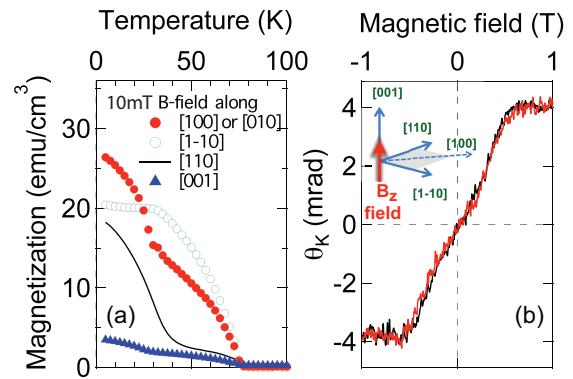 Temperature (K)
0 50 100
Magnetization (emu/cm³)
30
20
10
0
10mT B-field along
[100] or [010]
[1-10]
[110]
[001]
(a)
Magnetic field (T)
-1 0 1
θK (mrad)
4
2
0
-2
-4
[001]
[110]
[100]
[1-10]
Bz
field
(b)